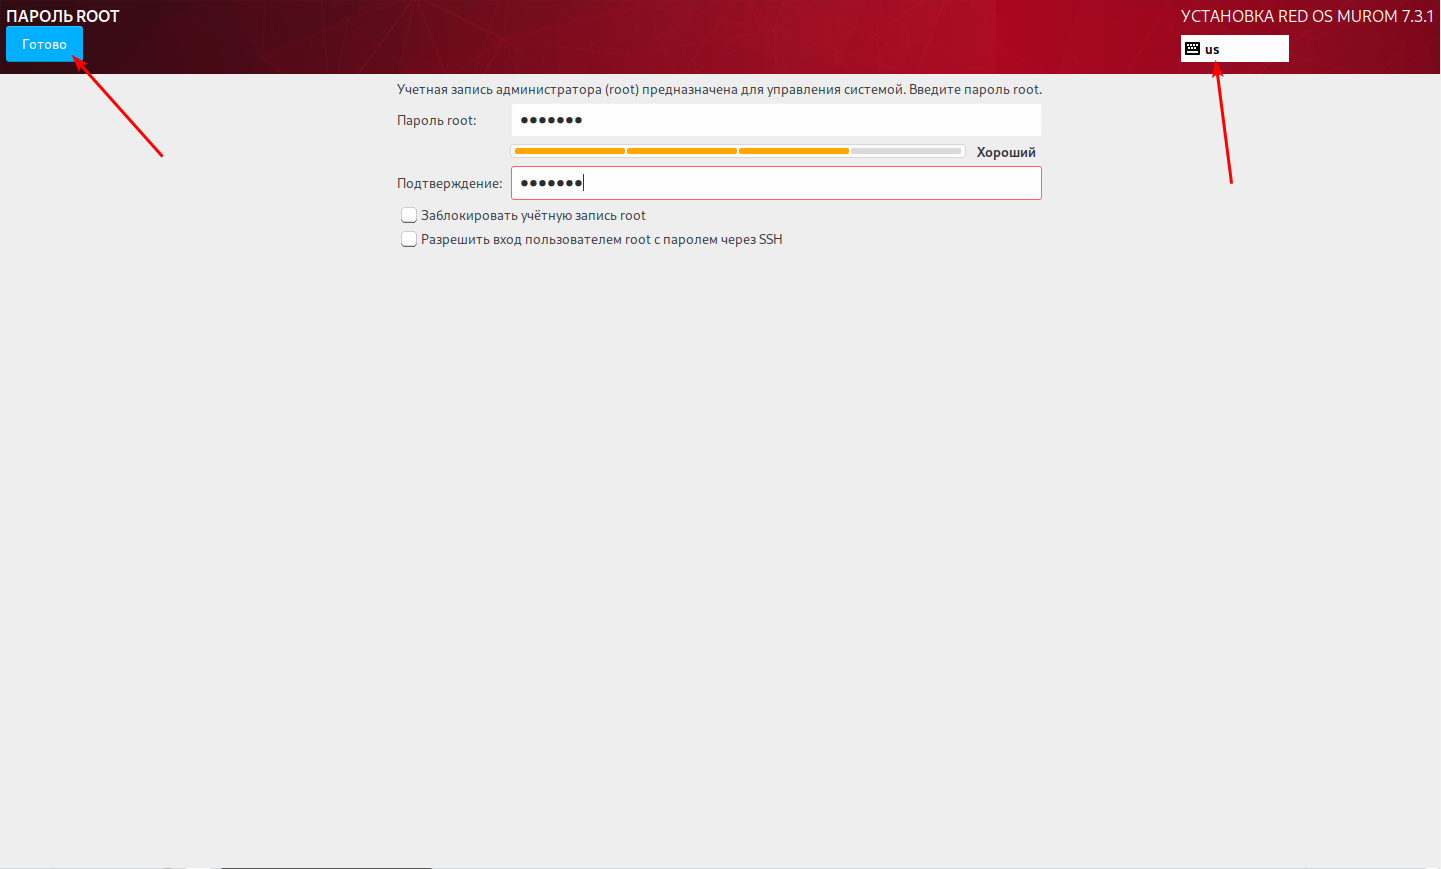 ПАРОЛЬ ROOT
УСТАНОВКА RED OS MUROM 7.3.1
Готово
us
Учетная запись администратора (root) предназначена для управления системой. Введите пароль root.
Пароль root: ●●●●●●●
Хороший
Подтверждение: ●●●●●●●
Заблокировать учётную запись root
Разрешить вход пользователем root с паролем через SSH